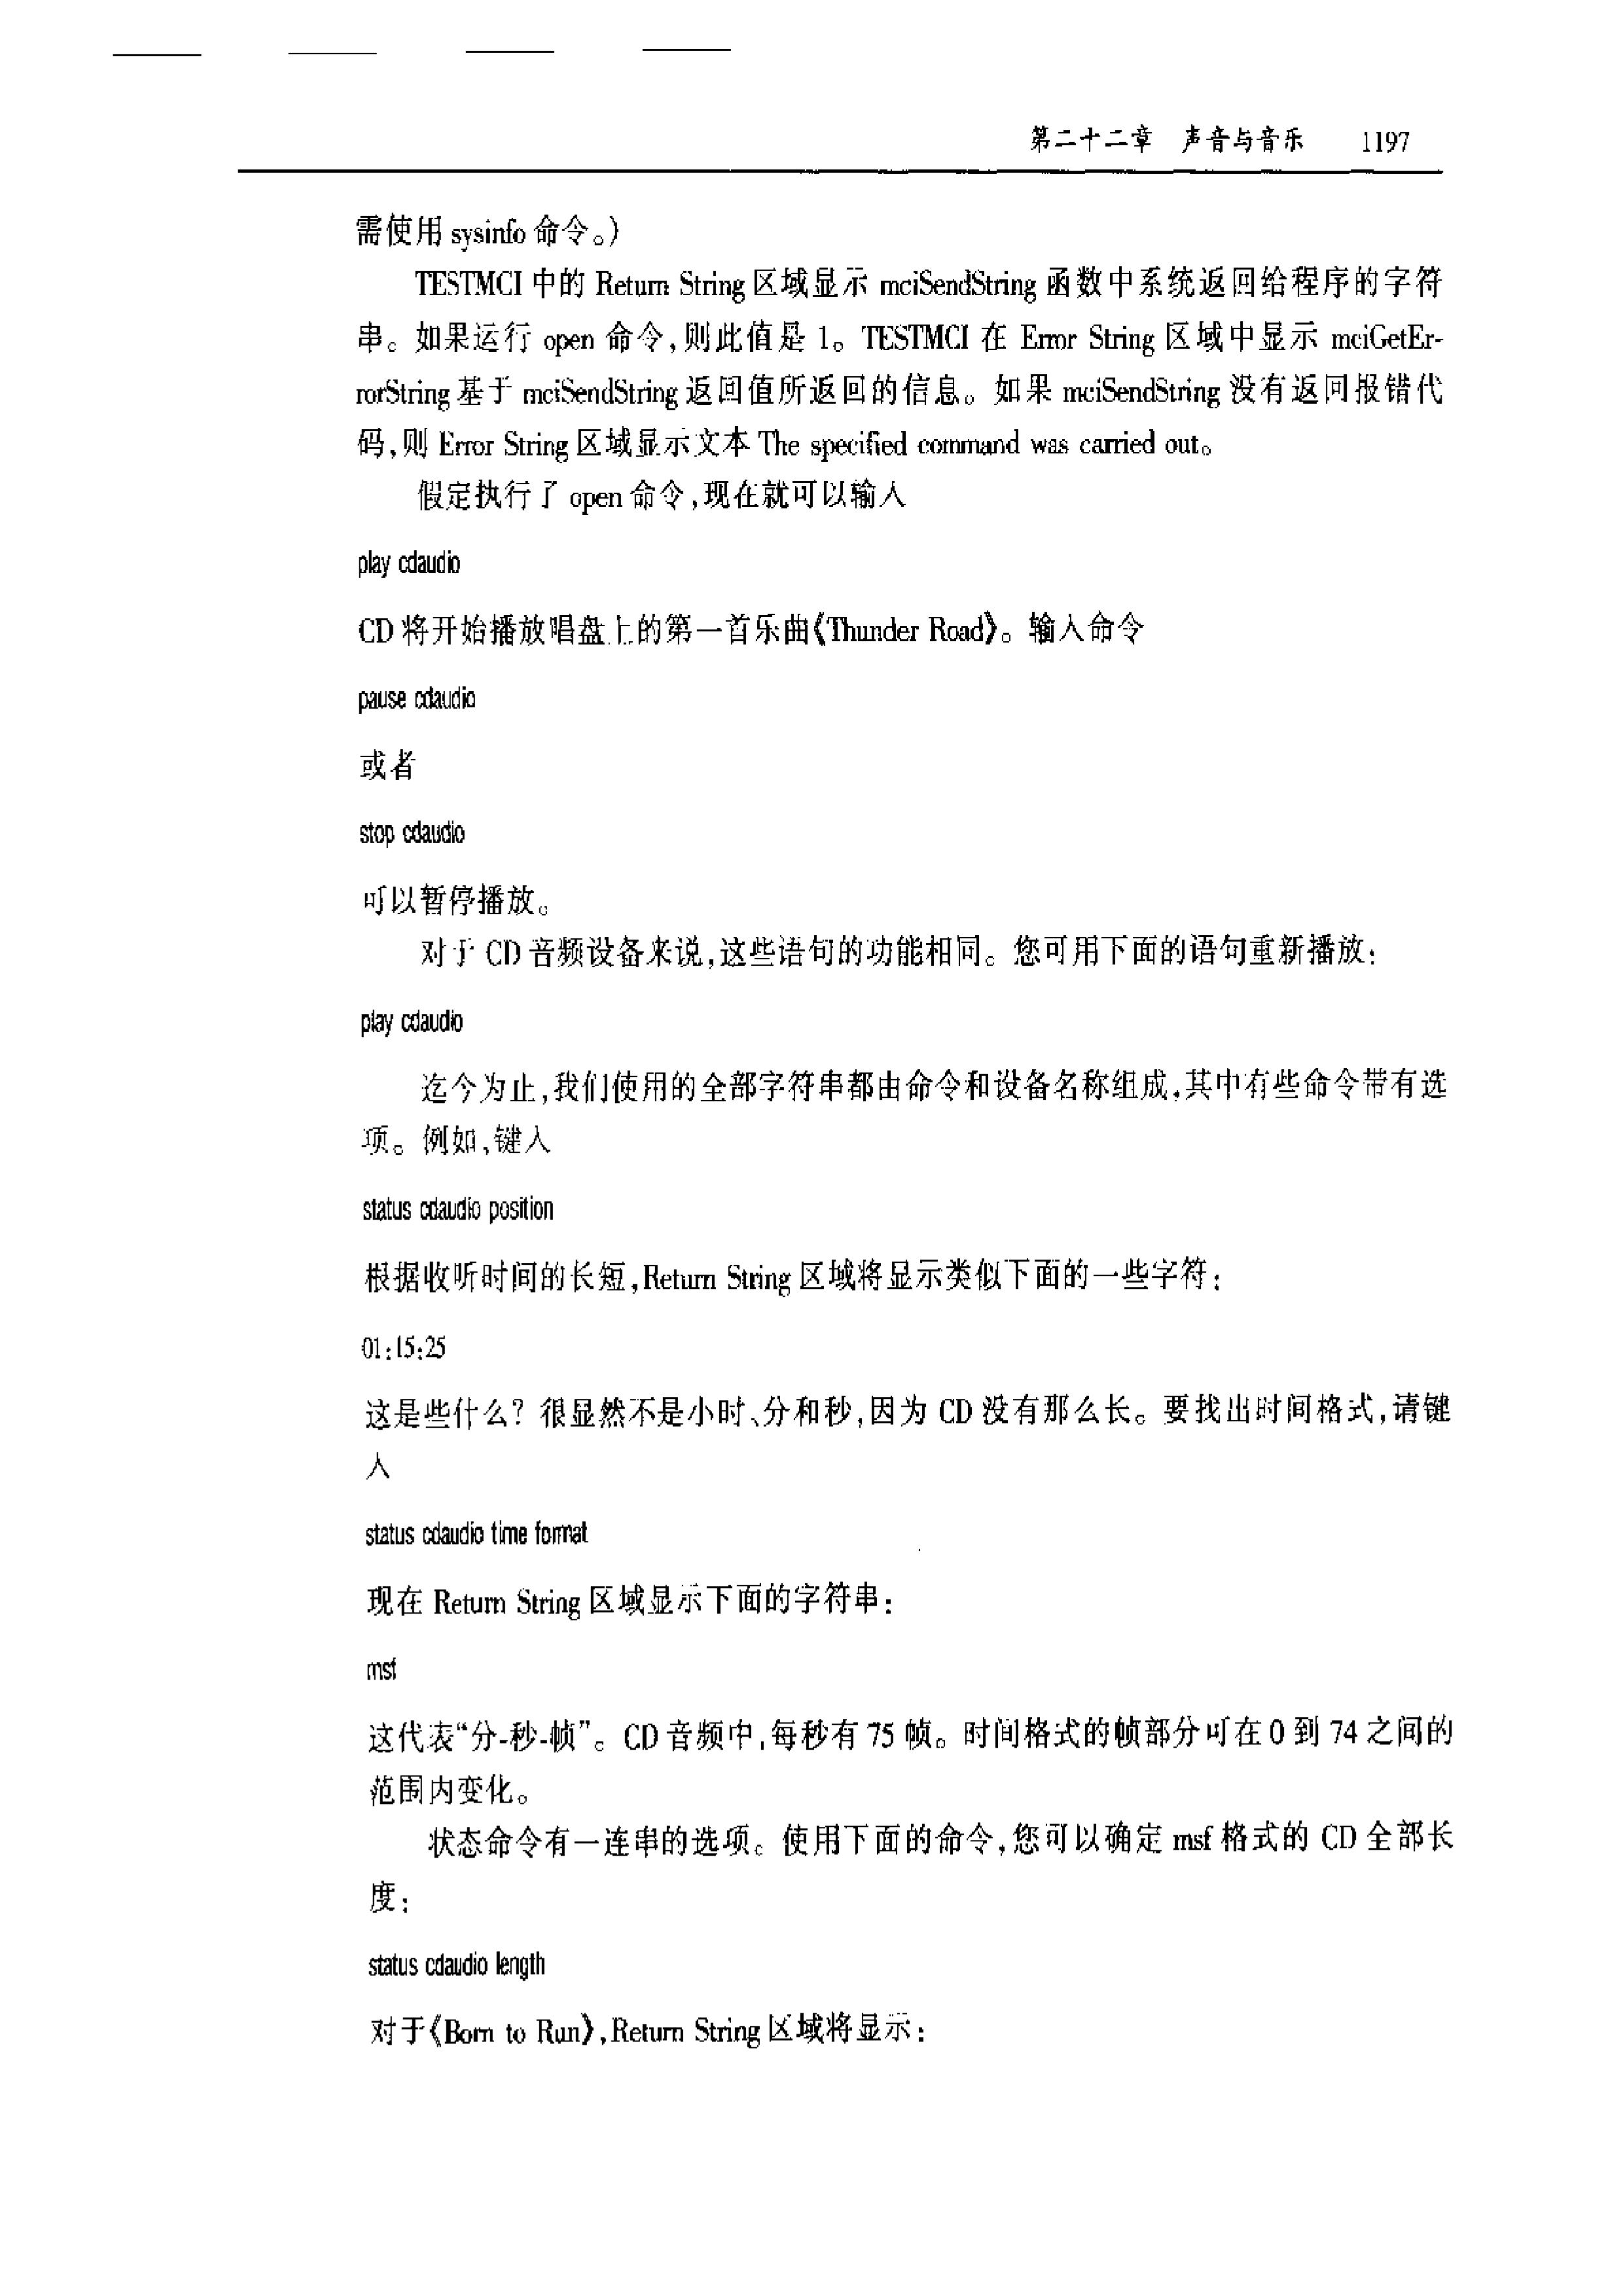 第二十二章 声音与音乐 1197
需使用 sysinfo 命令。)
TESTMCI 中的 Return String 区域显示 mciSendString 函数中系统返回给程序的字符
串。如果运行 open 命令,则此值是 1。TESTMCI 在 Error String 区域中显示 mciGetEr-
rorString 基于 mciSendString 返回值所返回的信息。如果 mciSendString 没有返回报错代
码,则 Error String 区域显示文本 The specified command was carried out。
假定执行了 open 命令,现在就可以输入
play cdaudio
CD 将开始播放唱盘上的第一首乐曲《Thunder Road》。输入命令
pause cdaudio
或者
stop cdaudio
可以暂停播放。
对于 CD 音频设备来说,这些语句的功能相同。您可用下面的语句重新播放:
play cdaudio
迄今为止,我们使用的全部字符串都由命令和设备名称组成,其中有些命令带有选
项。例如,键入
status cdaudio position
根据收听时间的长短,Return String 区域将显示类似下面的一些字符:
01:15:25
这是些什么? 很显然不是小时、分和秒,因为 CD 没有那么长。要找出时间格式,请键
入
status cdaudio time format
现在 Return String 区域显示下面的字符串:
msf
这代表“分-秒-帧”。CD 音频中,每秒有 75 帧。时间格式的帧部分可在 0 到 74 之间的
范围内变化。
状态命令有一连串的选项。使用下面的命令,您可以确定 msf 格式的 CD 全部长
度:
status cdaudio length
对于《Born to Run》,Return String 区域将显示: